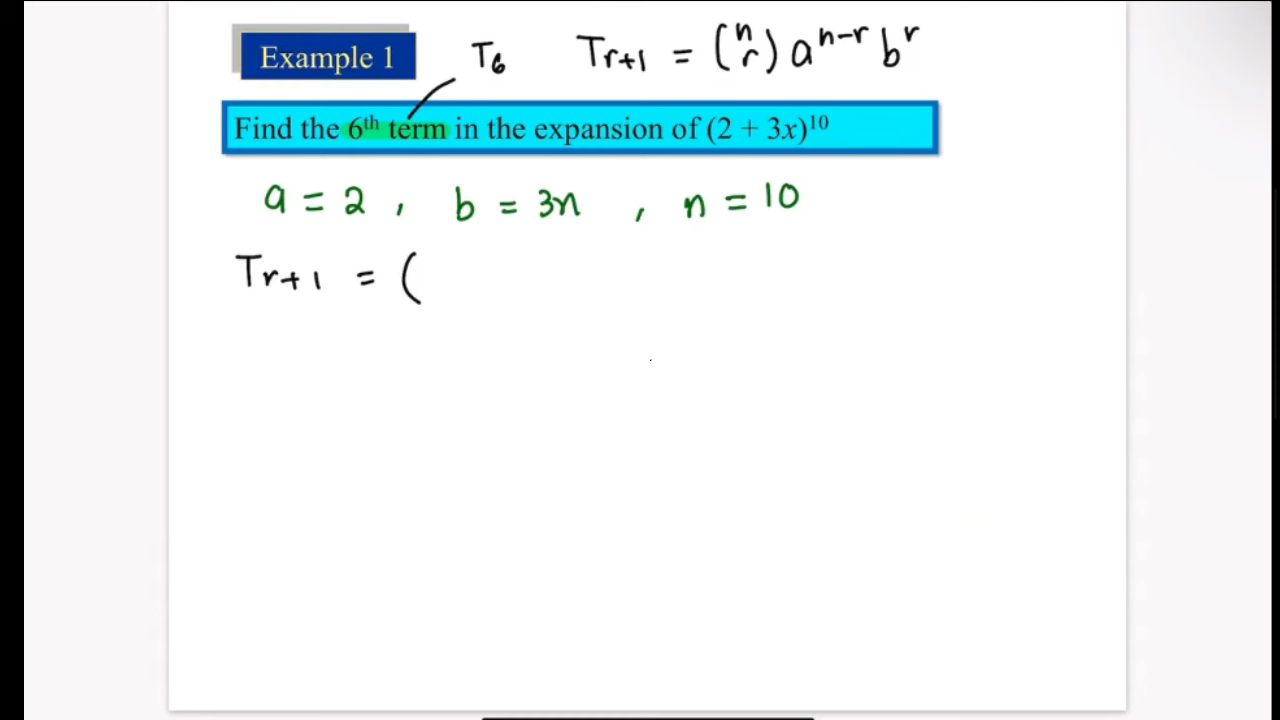 Example 1 T₆ Tr+1 = (n r) a^(n-r) b^r
Find the 6th term in the expansion of (2 + 3x)^10
a = 2 , b = 3x , n = 10
Tr+1 = (